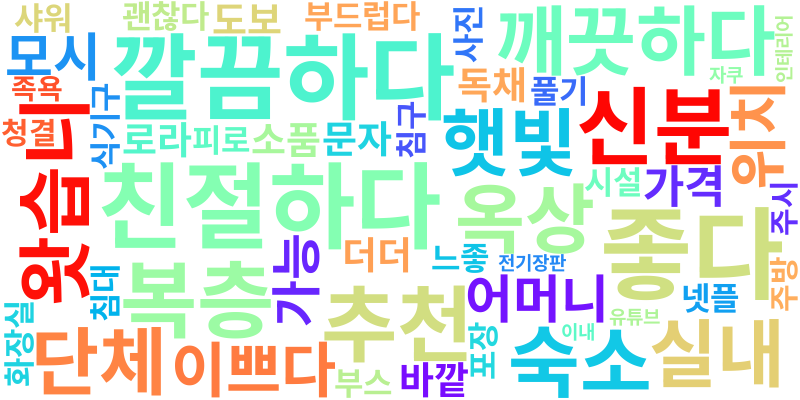 샤워
괜찮다
도보
부드럽다
사진
깨끗하다
인테리어
모시
깔끔하다
자쿠
족욕
독채
풀기
신분
위치
청결
왓습니
식기구
로라
피로
소품
문자
침구
햇빛
친절하다
옥상
시설
가격
주시
좋다
가능
더더
느좋
전기장판
주방
침대
복층
추천
어머니
넷플
화장실
단체
이쁘다
부스
바깥
포장
숙소
이내
유튜브
실내